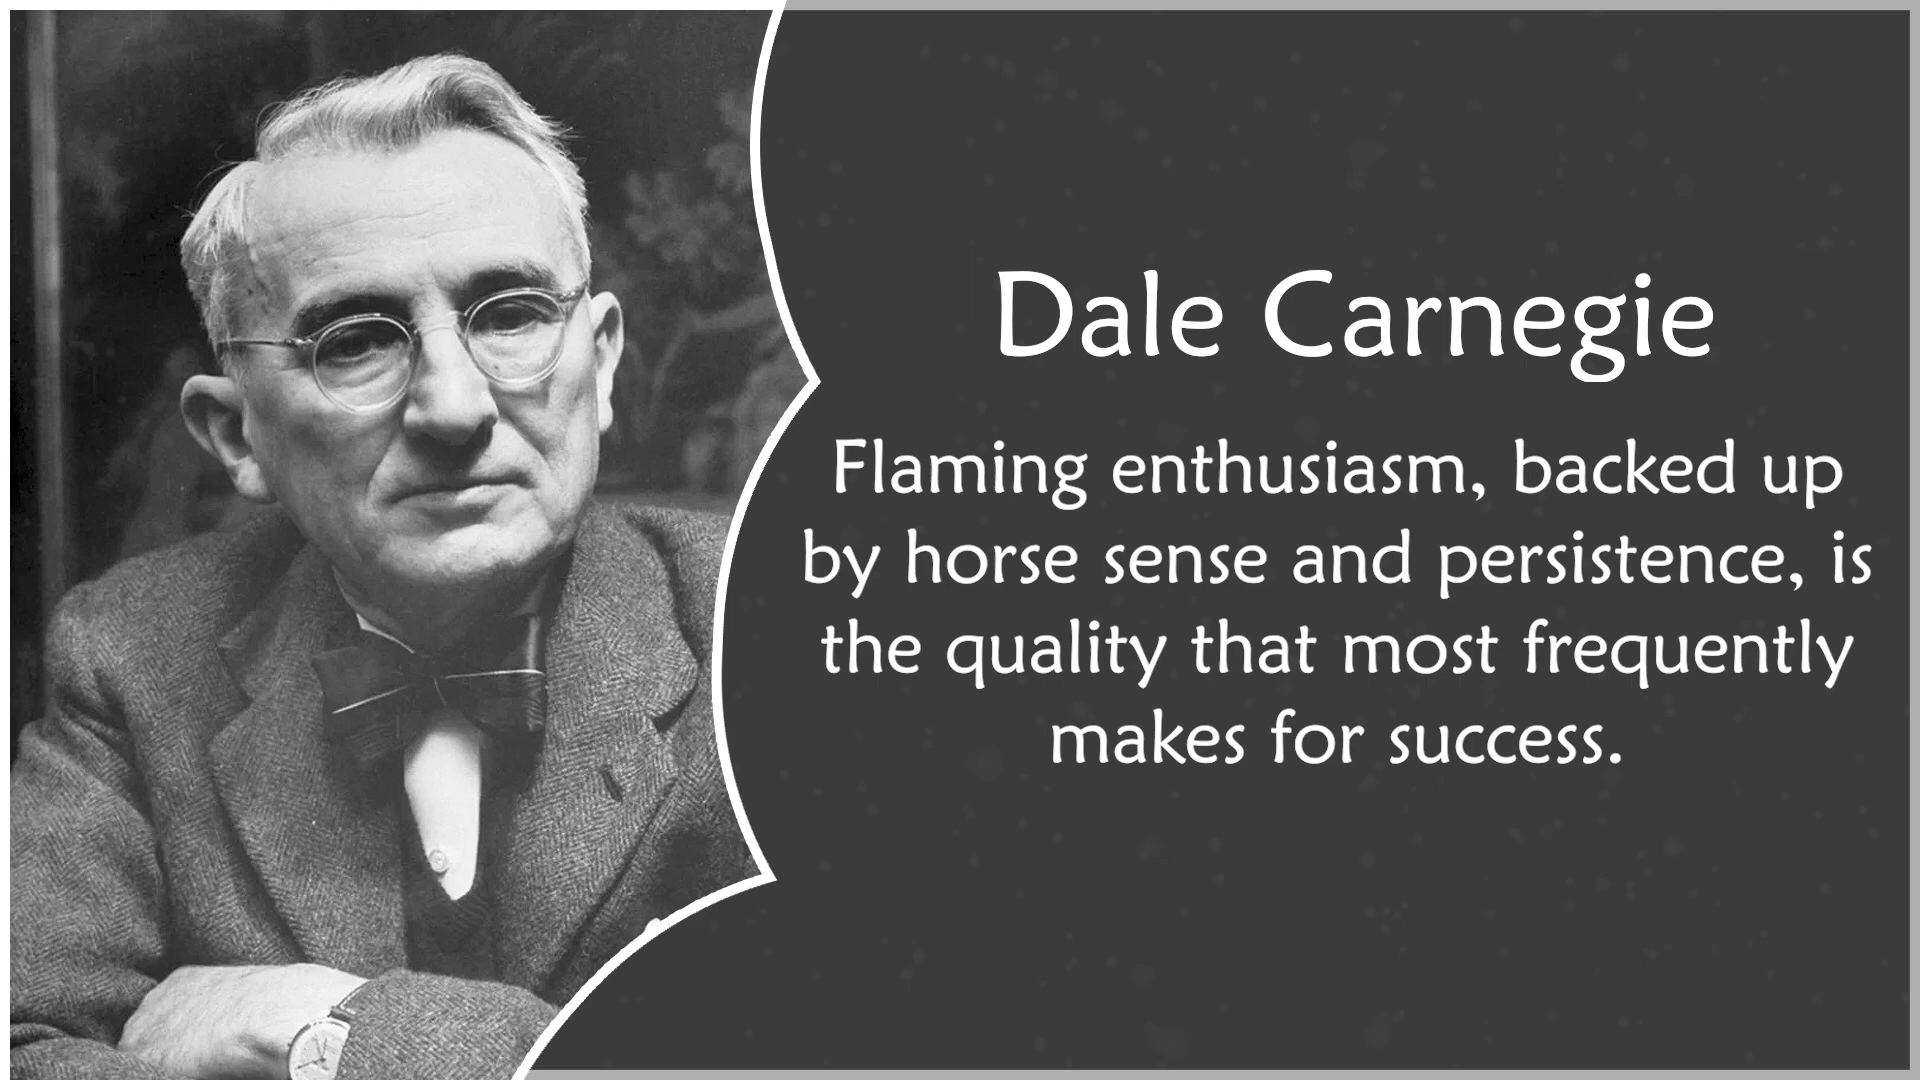 Dale Carnegie
Flaming enthusiasm, backed up
by horse sense and persistence, is
the quality that most frequently
makes for success.